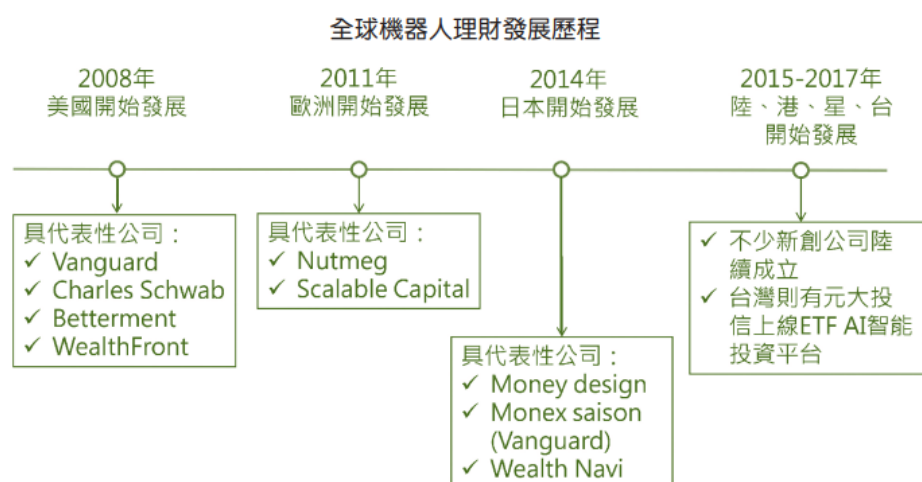 全球機器人理財發展歷程
2008年
美國開始發展
2011年
歐洲開始發展
2014年
日本開始發展
2015-2017年
陸、港、星、台
開始發展
具代表性公司：
✓ Vanguard
✓ Charles Schwab
✓ Betterment
✓ WealthFront
具代表性公司：
✓ Nutmeg
✓ Scalable Capital
具代表性公司：
✓ Money design
✓ Monex saison
(Vanguard)
✓ Wealth Navi
✓ 不少新創公司陸
續成立
✓ 台灣則有元大投
信上線ETF AI智能
投資平台